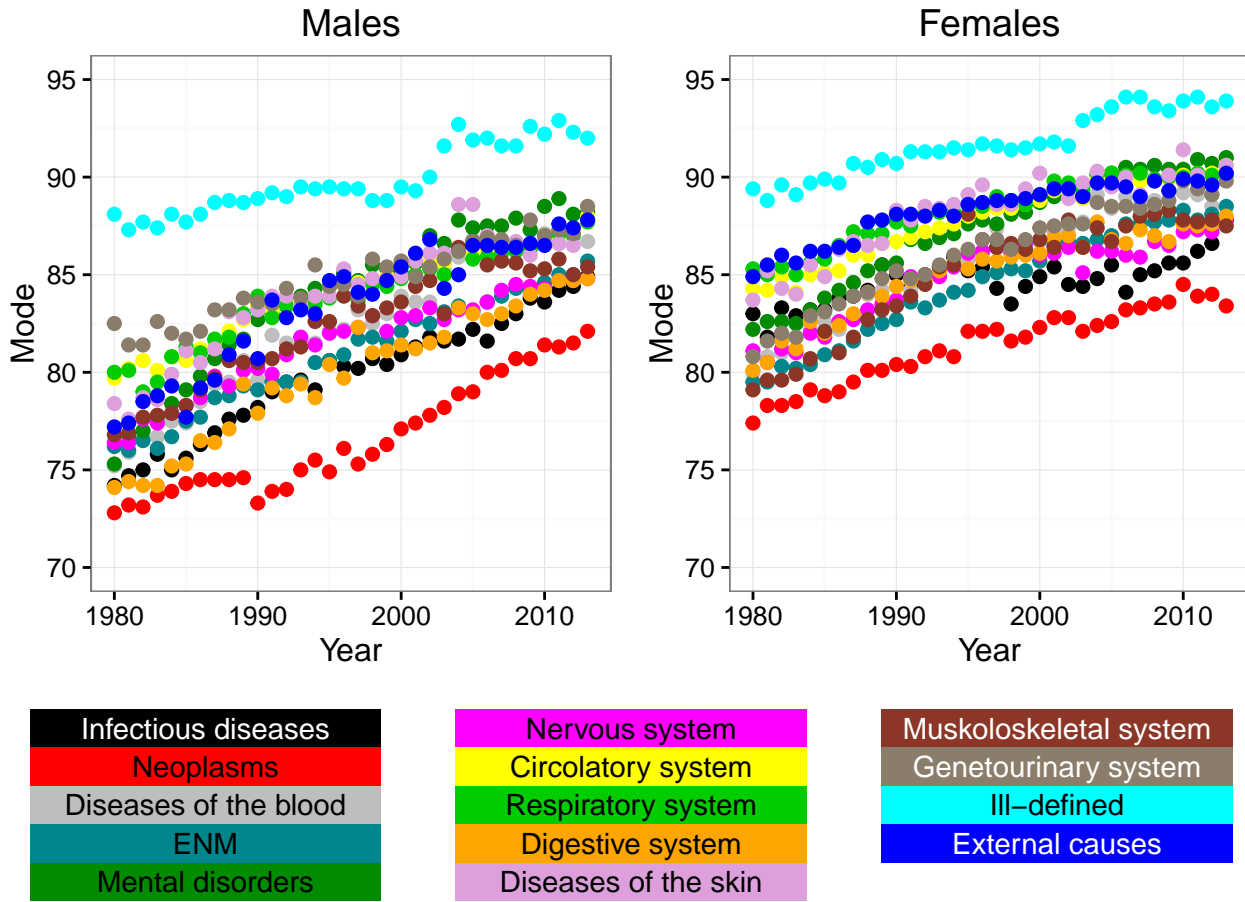 Males
Females
95
90
85
80
75
70
Mode
1980
1990
2000
2010
Year
95
90
85
80
75
70
Mode
1980
1990
2000
2010
Year
Infectious diseases
Neoplasms
Diseases of the blood
ENM
Mental disorders
Nervous system
Circolatory system
Respiratory system
Digestive system
Diseases of the skin
Muskoloskeletal system
Genetourinary system
Ill−defined
External causes